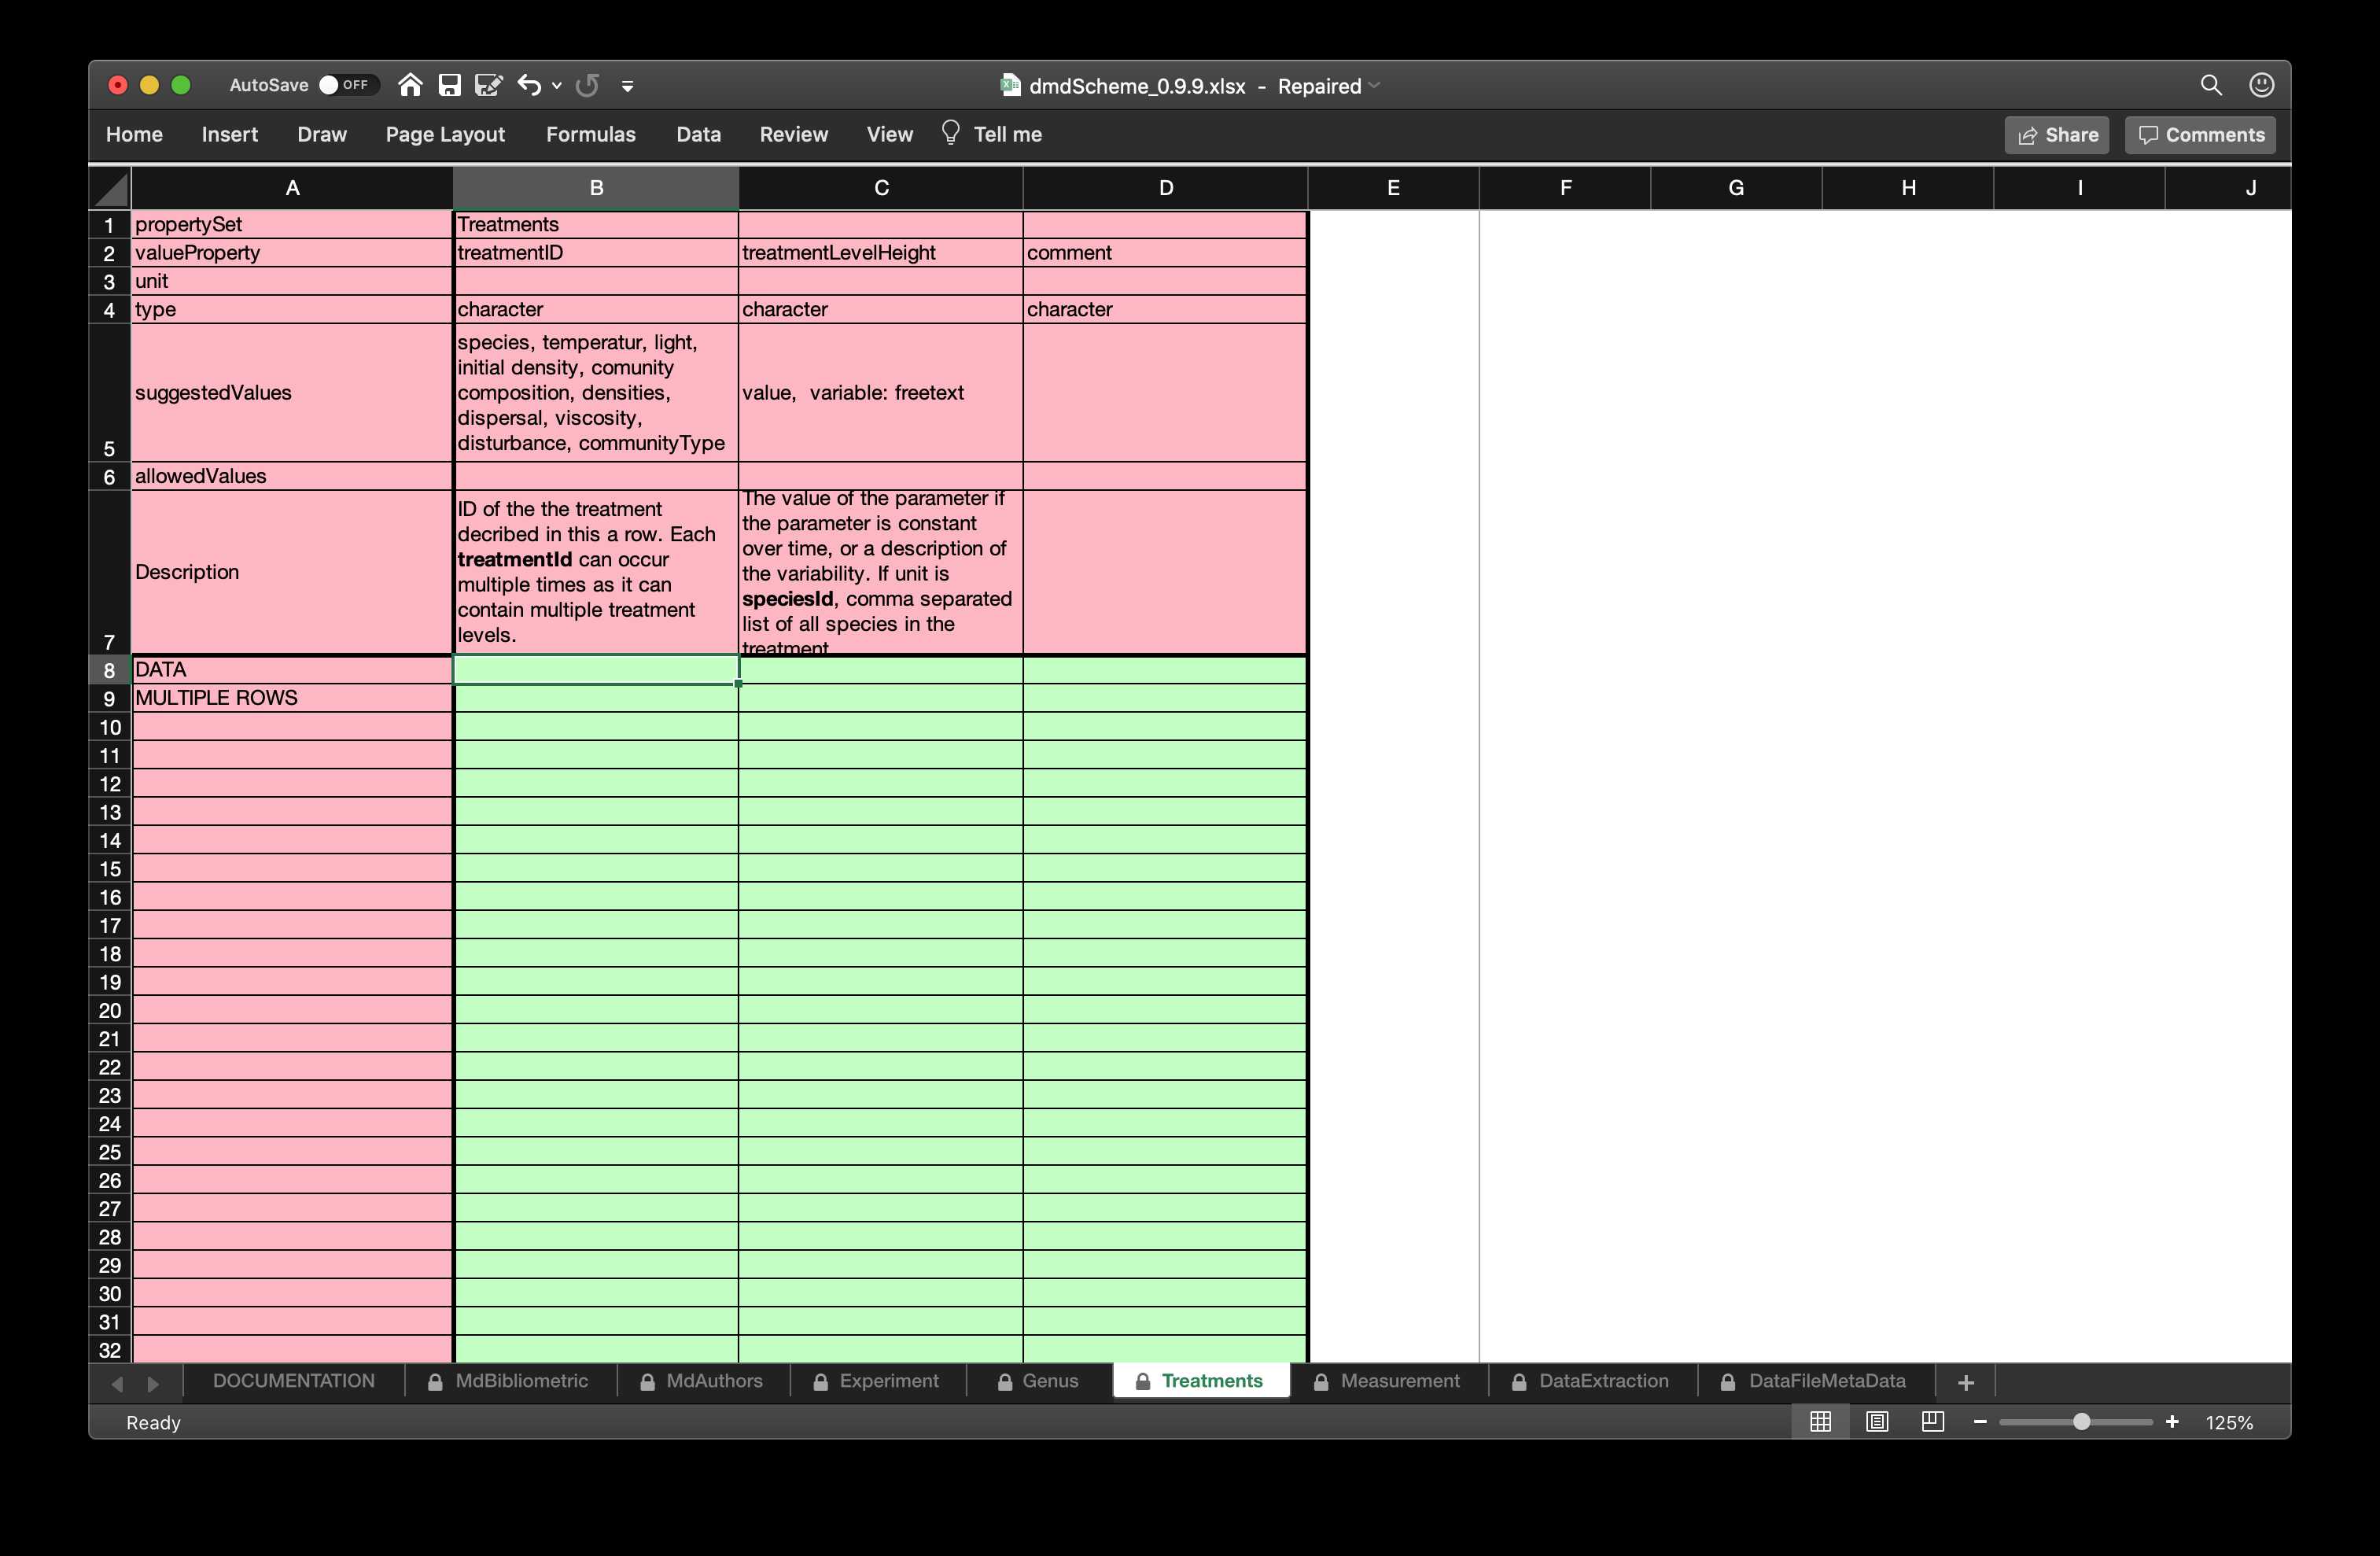 AutoSave OFF
dmdScheme_0.9.9.xlsx - Repaired
Home Insert Draw Page Layout Formulas Data Review View Tell me Share Comments
A B C D E F G H I J
1 propertySet Treatments
2 valueProperty treatmentID treatmentLevelHeight comment
3 unit
4 type character character character
5 suggestedValues
species, temperatur, light,
initial density, comunity
composition, densities,
dispersal, viscosity,
disturbance, communityType
value, variable: freetext
6 allowedValues
7 Description
ID of the the treatment
decribed in this a row. Each
treatmentId can occur
multiple times as it can
contain multiple treatment
levels.
The value of the parameter if
the parameter is constant
over time, or a description of
the variability. If unit is
speciesId, comma separated
list of all species in the
treatment
8 DATA
9 MULTIPLE ROWS
10
11
12
13
14
15
16
17
18
19
20
21
22
23
24
25
26
27
28
29
30
31
32
DOCUMENTATION MdBibliometric MdAuthors Experiment Genus Treatments Measurement DataExtraction DataFileMetaData +
Ready 125%